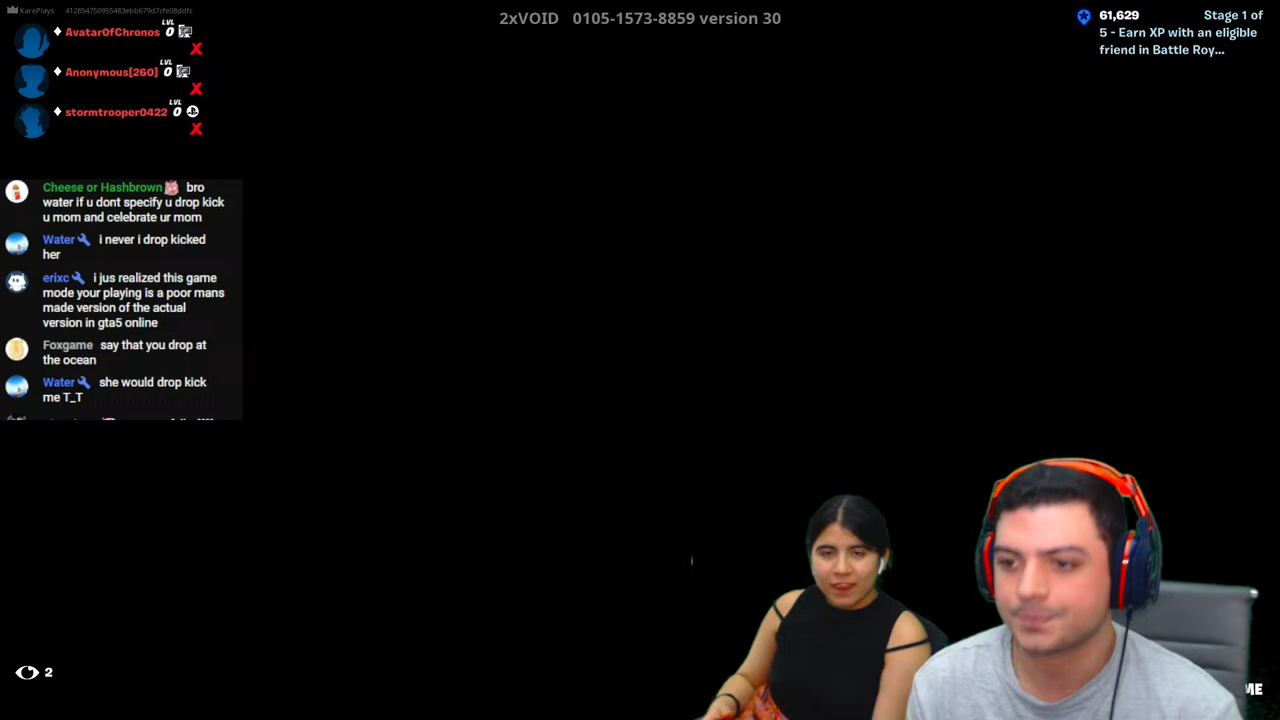 KarePlays 412854750955483ebb679d7cfe08ddfc
2xVOID 0105-1573-8859 version 30
61,629 Stage 1 of
5 - Earn XP with an eligible
friend in Battle Roy...
AvatarOfChronos LVL 0
X
Anonymous[260] LVL 0
X
stormtrooper0422 LVL 0
X
Cheese or Hashbrown bro
water if u dont specify u drop kick
u mom and celebrate ur mom
Water i never i drop kicked
her
erixc i jus realized this game
mode your playing is a poor mans
made version of the actual
version in gta5 online
Foxgame say that you drop at
the ocean
Water she would drop kick
me T_T
2
ME